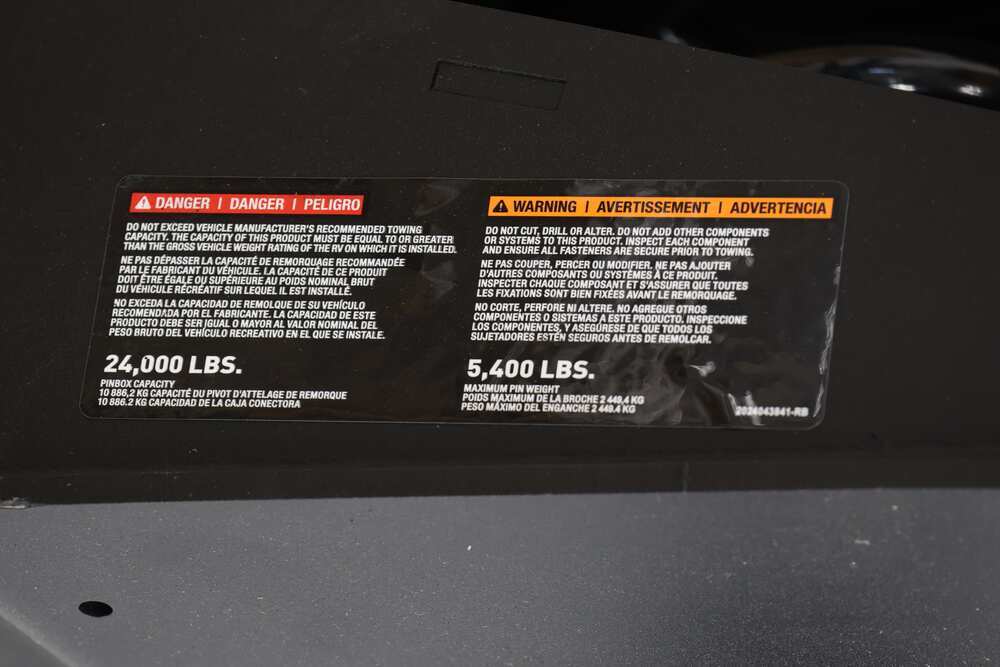 DANGER | DANGER | PELIGRO
DO NOT EXCEED VEHICLE MANUFACTURER'S RECOMMENDED TOWING
CAPACITY. THE CAPACITY OF THIS PRODUCT MUST BE EQUAL TO OR GREATER
THAN THE GROSS VEHICLE WEIGHT RATING OF THE RV ON WHICH IT IS INSTALLED.
NE PAS DÉPASSER LA CAPACITÉ DE REMORQUAGE RECOMMANDÉE
PAR LE FABRICANT DU VÉHICULE. LA CAPACITÉ DE CE PRODUIT
DOIT ÊTRE ÉGALE OU SUPÉRIEURE AU POIDS NOMINAL BRUT
DU VÉHICULE RÉCRÉATIF SUR LEQUEL IL EST INSTALLÉ.
NO EXCEDA LA CAPACIDAD DE REMOLQUE DE SU VEHÍCULO
RECOMENDADA POR EL FABRICANTE. LA CAPACIDAD DE ESTE
PRODUCTO DEBE SER IGUAL O MAYOR AL VALOR NOMINAL DEL
PESO BRUTO DEL VEHÍCULO RECREATIVO EN EL QUE SE INSTALE.
24,000 LBS.
PINBOX CAPACITY
10 886,2 KG CAPACITÉ DU PIVOT D'ATTELAGE DE REMORQUE
10 886.2 KG CAPACIDAD DE LA CAJA CONECTORA
WARNING | AVERTISSEMENT | ADVERTENCIA
DO NOT CUT, DRILL OR ALTER. DO NOT ADD OTHER COMPONENTS
OR SYSTEMS TO THIS PRODUCT. INSPECT EACH COMPONENT
AND ENSURE ALL FASTENERS ARE SECURE PRIOR TO TOWING.
NE PAS COUPER, PERCER OU MODIFIER. NE PAS AJOUTER
D'AUTRES COMPOSANTS OU SYSTÈMES À CE PRODUIT.
INSPECTER CHAQUE COMPOSANT ET S'ASSURER QUE TOUTES
LES FIXATIONS SONT BIEN FIXÉES AVANT LE REMORQUAGE.
NO CORTE, PERFORE NI ALTERE. NO AGREGUE OTROS
COMPONENTES O SISTEMAS A ESTE PRODUCTO. INSPECCIONE
LOS COMPONENTES, Y ASEGÚRESE DE QUE TODOS LOS
SUJETADORES ESTÉN SEGUROS ANTES DE REMOLCAR.
5,400 LBS.
MAXIMUM PIN WEIGHT
POIDS MAXIMUM DE LA BROCHE 2 449,4 KG
PESO MÁXIMO DEL ENGANCHE 2 449.4 KG
2024043841-RB